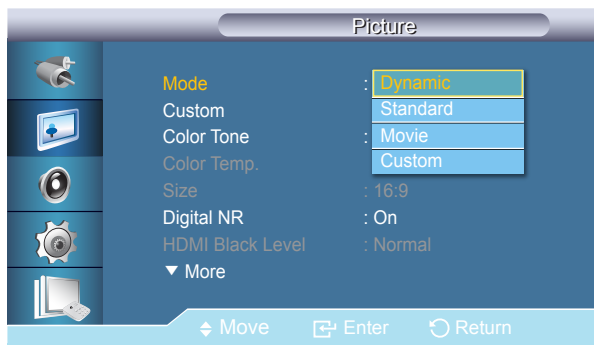 Picture
Mode : Dynamic
Custom Standard
Color Tone : Movie
Color Temp. Custom
Size : 16:9
Digital NR : On
HDMI Black Level : Normal
▼ More
Move Enter Return